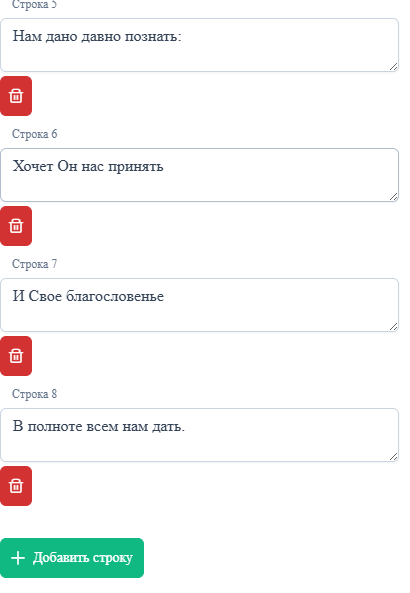 Строка 5
Нам дано давно познать:
Строка 6
Хочет Он нас принять
Строка 7
И Свое благословенье
Строка 8
В полноте всем нам дать.
Добавить строку